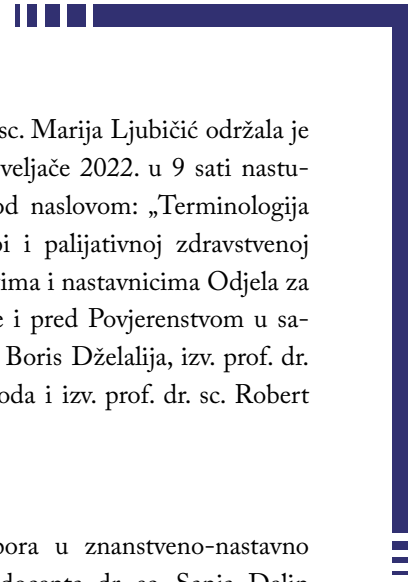 sc. Marija Ljubičić održala je
veljače 2022. u 9 sati nastu-
od naslovom: „Terminologija
i palijativnoj zdravstvenoj
ima i nastavnicima Odjela za
e i pred Povjerenstvom u sa-
Boris Dželalija, izv. prof. dr.
oda i izv. prof. dr. sc. Robert
bora u znanstveno-nastavno